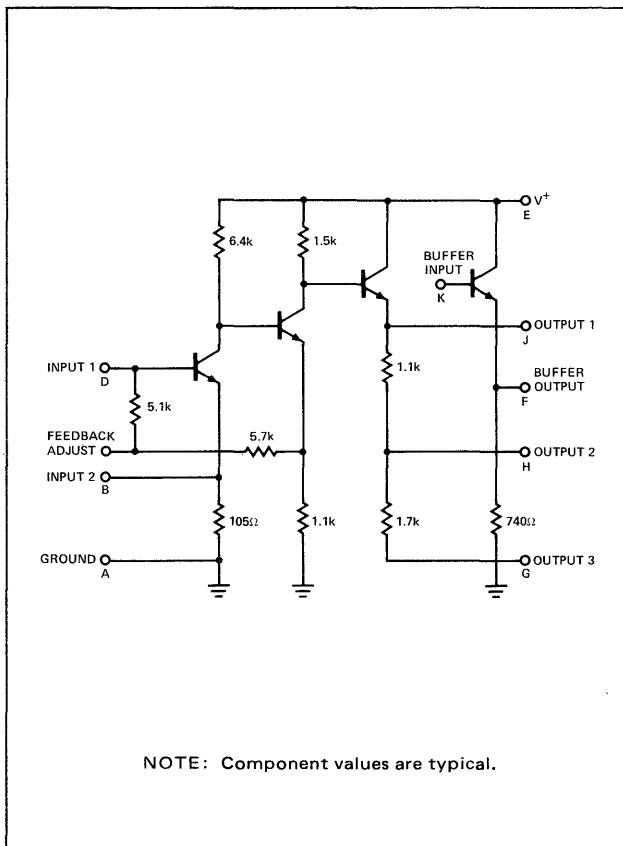 V+
E
6.4k
1.5k
BUFFER
INPUT
K
OUTPUT 1
J
INPUT 1
D
1.1k
BUFFER
OUTPUT
F
5.1k
FEEDBACK
ADJUST
5.7k
OUTPUT 2
H
INPUT 2
B
105Ω
1.1k
1.7k
740Ω
GROUND
A
OUTPUT 3
G
NOTE: Component values are typical.